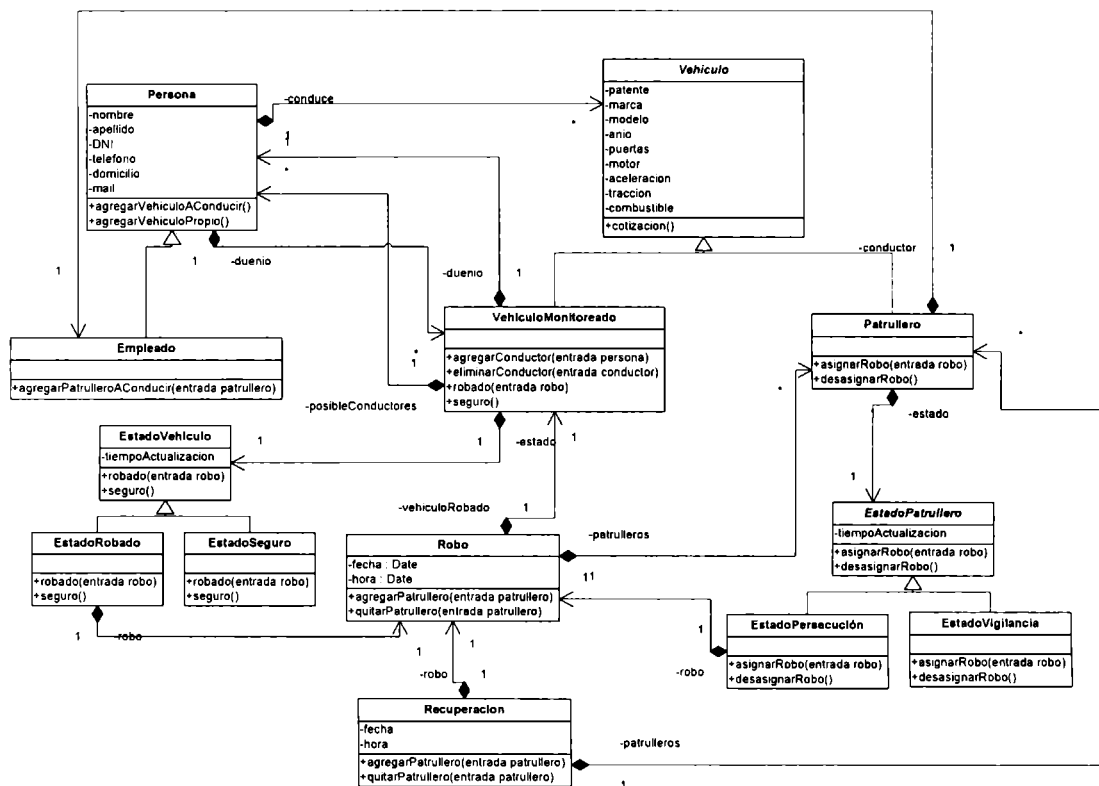 Persona
-nombre
-apellido
-DNI
-telefono
-domicilio
-mail
+agregarVehiculoAConducir()
+agregarVehiculoPropio()
-conduce
1
*
Vehiculo
-patente
-marca
-modelo
-anio
-puertas
-motor
-aceleracion
-traccion
-combustible
+cotizacion()
1
*
1
-duenio
-duenio
1
-conductor
1
1
Empleado
+agregarPatrulleroAConducir(entrada patrullero)
VehiculoMonitoreado
+agregarConductor(entrada persona)
+eliminarConductor(entrada conductor)
+robado(entrada robo)
+seguro()
*
1
-posibleConductores
Patrullero
+asignarRobo(entrada robo)
+desasignarRobo()
*
*
-estado
1
EstadoVehiculo
-tiempoActualizacion
+robado(entrada robo)
+seguro()
1
1
-estado
1
EstadoPatrullero
-tiempoActualizacion
+asignarRobo(entrada robo)
+desasignarRobo()
EstadoRobado
+robado(entrada robo)
+seguro()
EstadoSeguro
+robado(entrada robo)
+seguro()
-vehiculoRobado
1
Robo
-fecha : Date
-hora : Date
+agregarPatrullero(entrada patrullero)
+quitarPatrullero(entrada patrullero)
-patrulleros
11
1
-robo
1
1
-robo
1
EstadoPersecución
+asignarRobo(entrada robo)
+desasignarRobo()
1
-robo
EstadoVigilancia
+asignarRobo(entrada robo)
+desasignarRobo()
Recuperacion
-fecha
-hora
+agregarPatrullero(entrada patrullero)
+quitarPatrullero(entrada patrullero)
-patrulleros
1